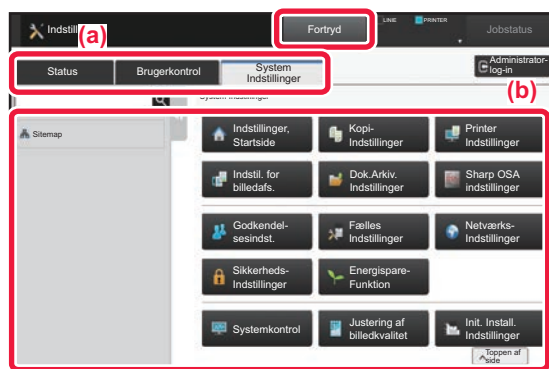 Indstil
(a)
Fortryd
LINIE
PRINTER
Jobstatus
Status
Brugerkontrol
System
Indstillinger
Administrator-
log-in
(b)
Sitemap
Indstillinger,
Startside
Kopi-
Indstillinger
Printer
Indstillinger
Indstil. for
billedafs.
Dok.Arkiv.
Indstillinger
Sharp OSA
indstillinger
Godkendel-
sesindst.
Fælles
Indstillinger
Netværks-
Indstillinger
Sikkerheds-
Indstillinger
Energispare-
Funktion
Systemkontrol
Justering af
billedkvalitet
Init. Install.
Indstillinger
Toppen af
side